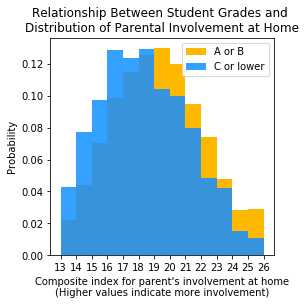 Relationship Between Student Grades and
Distribution of Parental Involvement at Home
A or B
C or lower
0.12
0.10
0.08
0.06
0.04
0.02
0.00
Probability
13 14 15 16 17 18 19 20 21 22 23 24 25 26
Composite index for parent's involvement at home
(Higher values indicate more involvement)